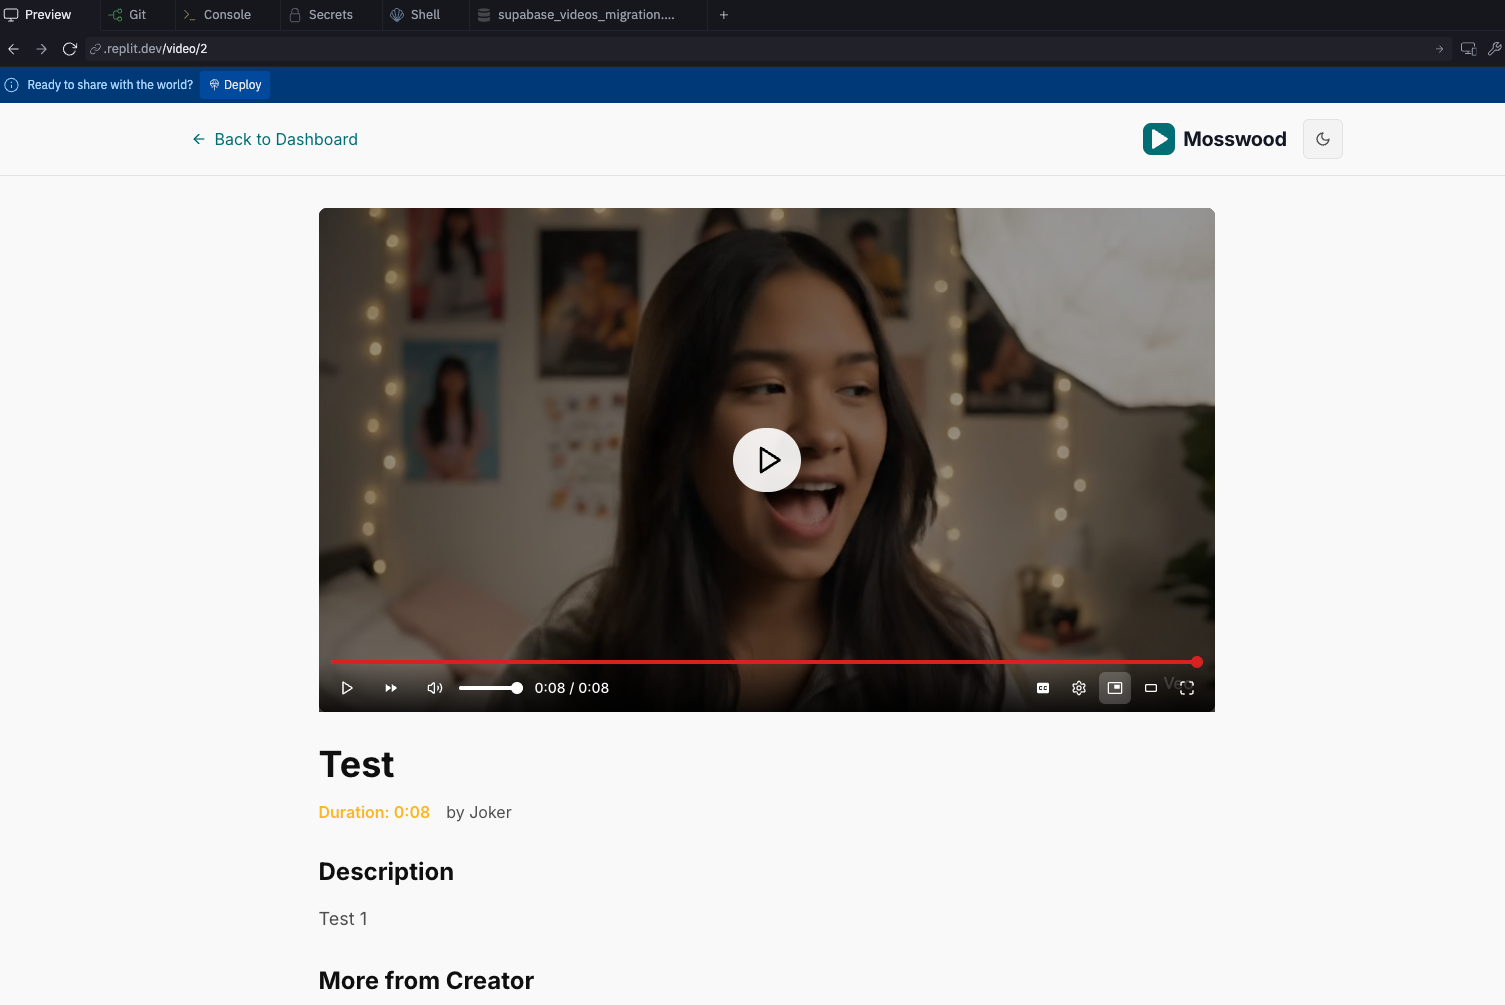 Preview Git Console Secrets Shell supabase_videos_migration....
.replit.dev/video/2
Ready to share with the world? Deploy
Back to Dashboard
Mosswood
CC
0:08 / 0:08
Test
Duration: 0:08 by Joker
Description
Test 1
More from Creator